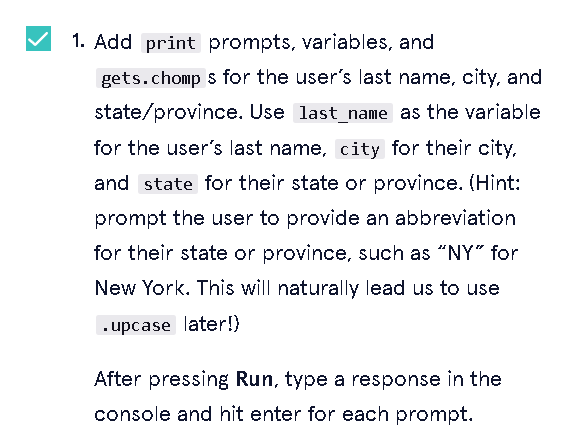 1. Add print prompts, variables, and
gets.chomp s for the user’s last name, city, and
state/province. Use last_name as the variable
for the user’s last name, city for their city,
and state for their state or province. (Hint:
prompt the user to provide an abbreviation
for their state or province, such as “NY” for
New York. This will naturally lead us to use
.upcase later!)
After pressing Run, type a response in the
console and hit enter for each prompt.